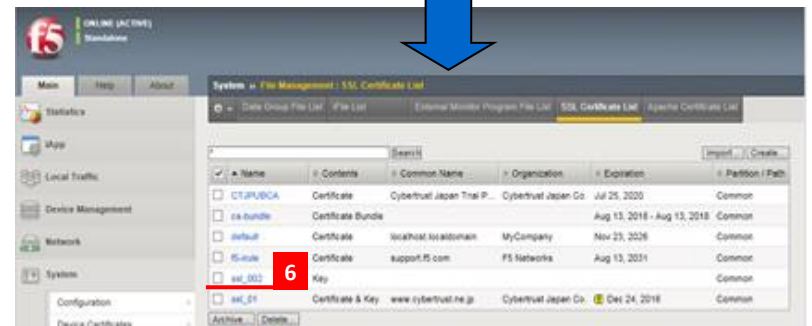 f5
ONLINE (ACTIVE)
Standalone
Main Help About
System » File Management : SSL Certificate List
Data Group File List iFile List External Monitor Program File List SSL Certificate List Apache Certificate List
Statistics
iApp
Local Traffic
Device Management
Network
System
Configuration
Device Certificates
* Search Import... Create...
Name Contents Common Name Organization Expiration Partition / Path
CTJPUBCA Certificate Cybertrust Japan Trial P... Cybertrust Japan Co. Jul 25, 2020 Common
ca-bundle Certificate Bundle Aug 13, 2018 - Aug 13, 2018 Common
default Certificate localhost.localdomain MyCompany Nov 23, 2026 Common
f5-irule Certificate support.f5.com F5 Networks Aug 13, 2031 Common
ssl_002 6 Key Common
ssl_01 Certificate & Key www.cybertrust.ne.jp Cybertrust Japan Co. Dec 24, 2016 Common
Archive... Delete...